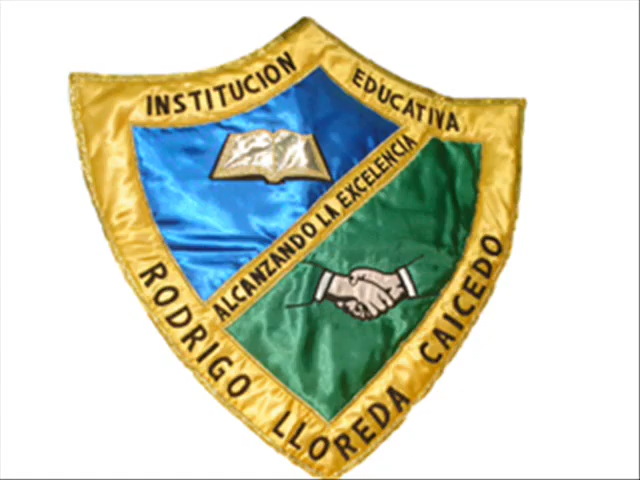 INSTITUCION EDUCATIVA
ALCANZANDO LA EXCELENCIA
RODRIGO LLOREDA CAICEDO